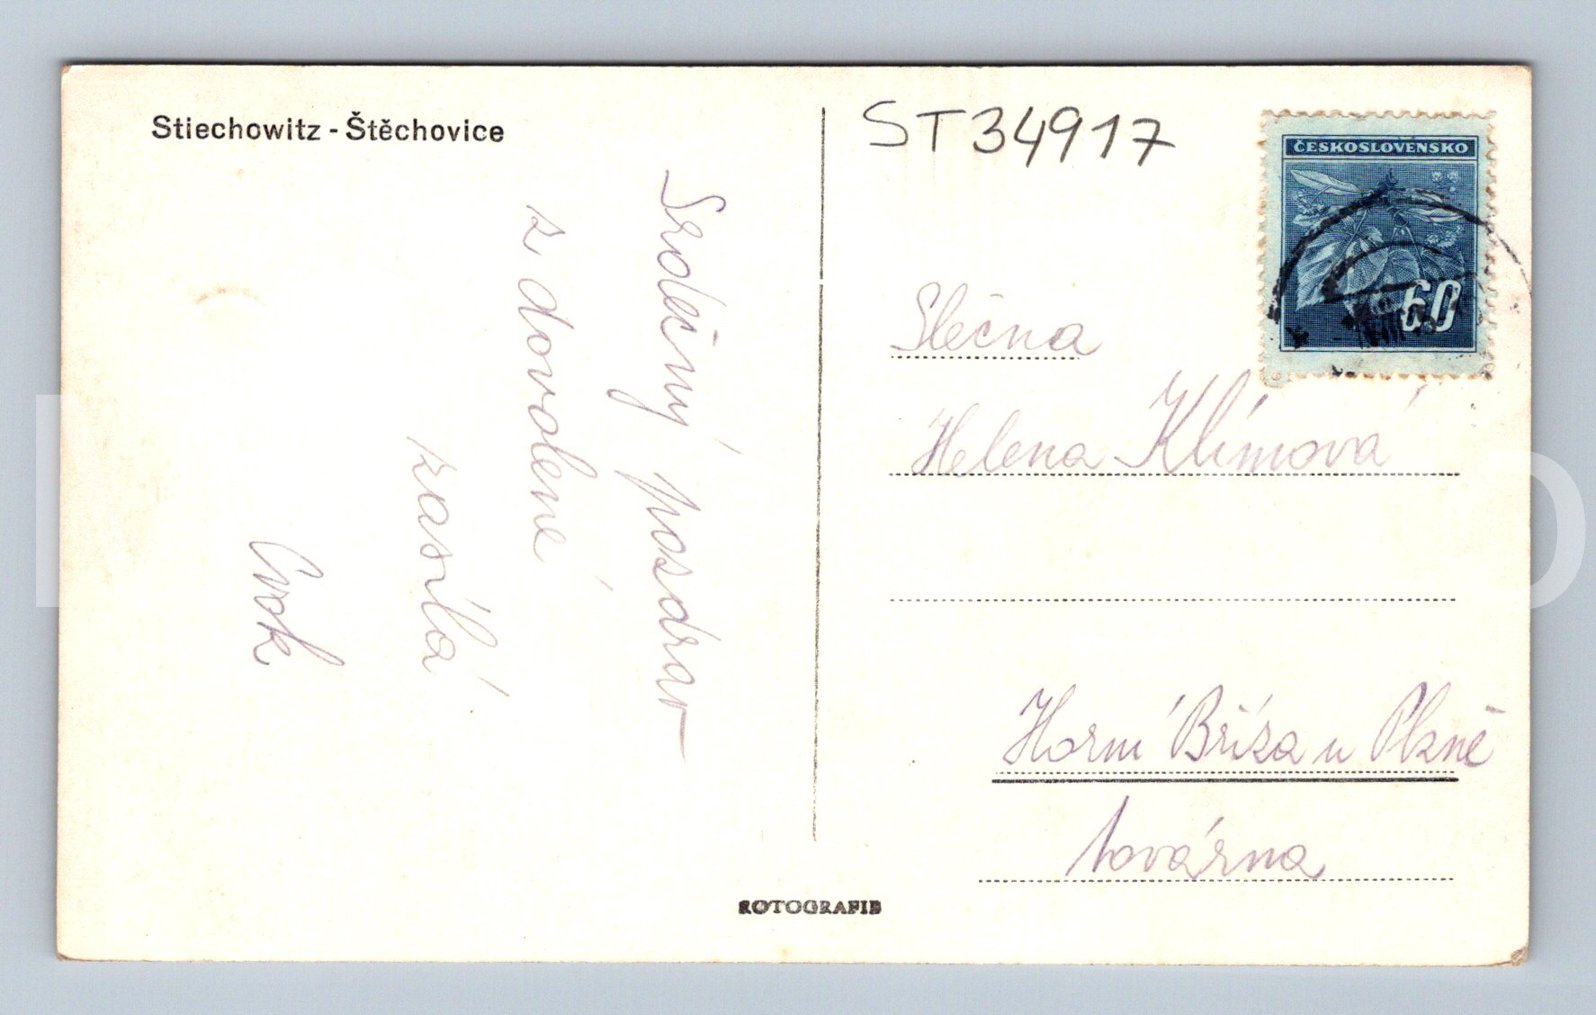 Stiechowitz - Štěchovice
Srdečný pozdrav
z dovolené
zasílá
ST34917
ČESKOSLOVENSKO
60
Slečna
Helena Klímová
Horní Bříza u Plzně
továrna
ROTOGRAFIE